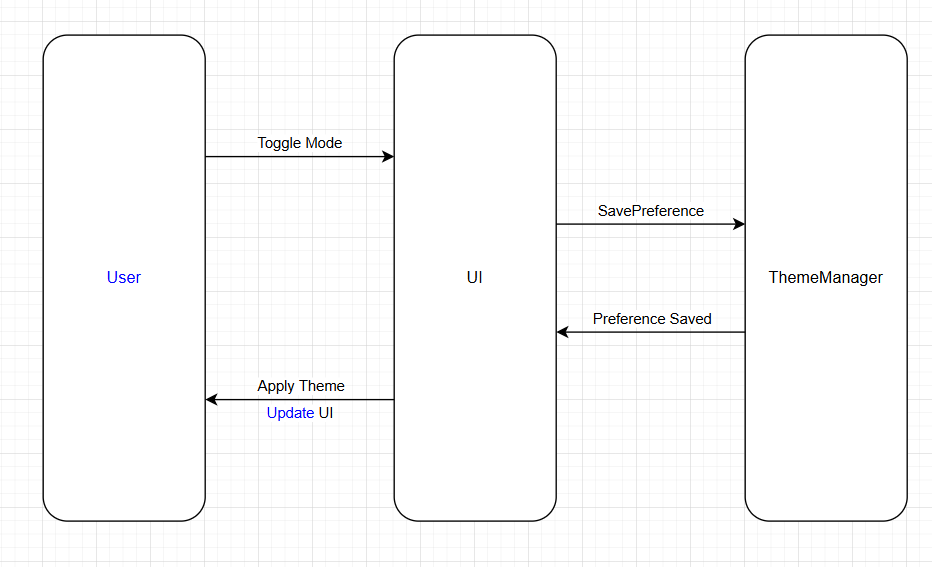 Toggle Mode
SavePreference
User
UI
ThemeManager
Preference Saved
Apply Theme
Update UI